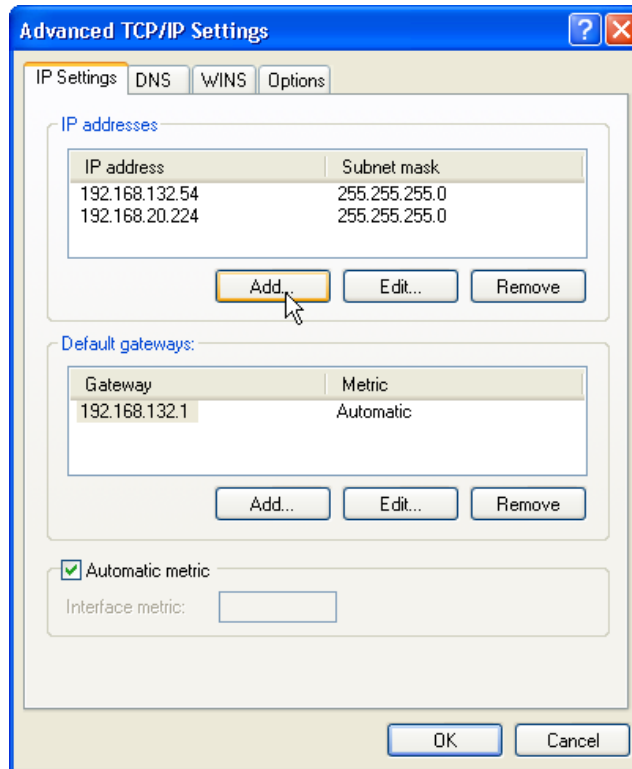 Advanced TCP/IP Settings
IP Settings DNS WINS Options
IP addresses
IP address Subnet mask
192.168.132.54 255.255.255.0
192.168.20.224 255.255.255.0
Add... Edit... Remove
Default gateways:
Gateway Metric
192.168.132.1 Automatic
Add... Edit... Remove
Automatic metric
Interface metric:
OK Cancel